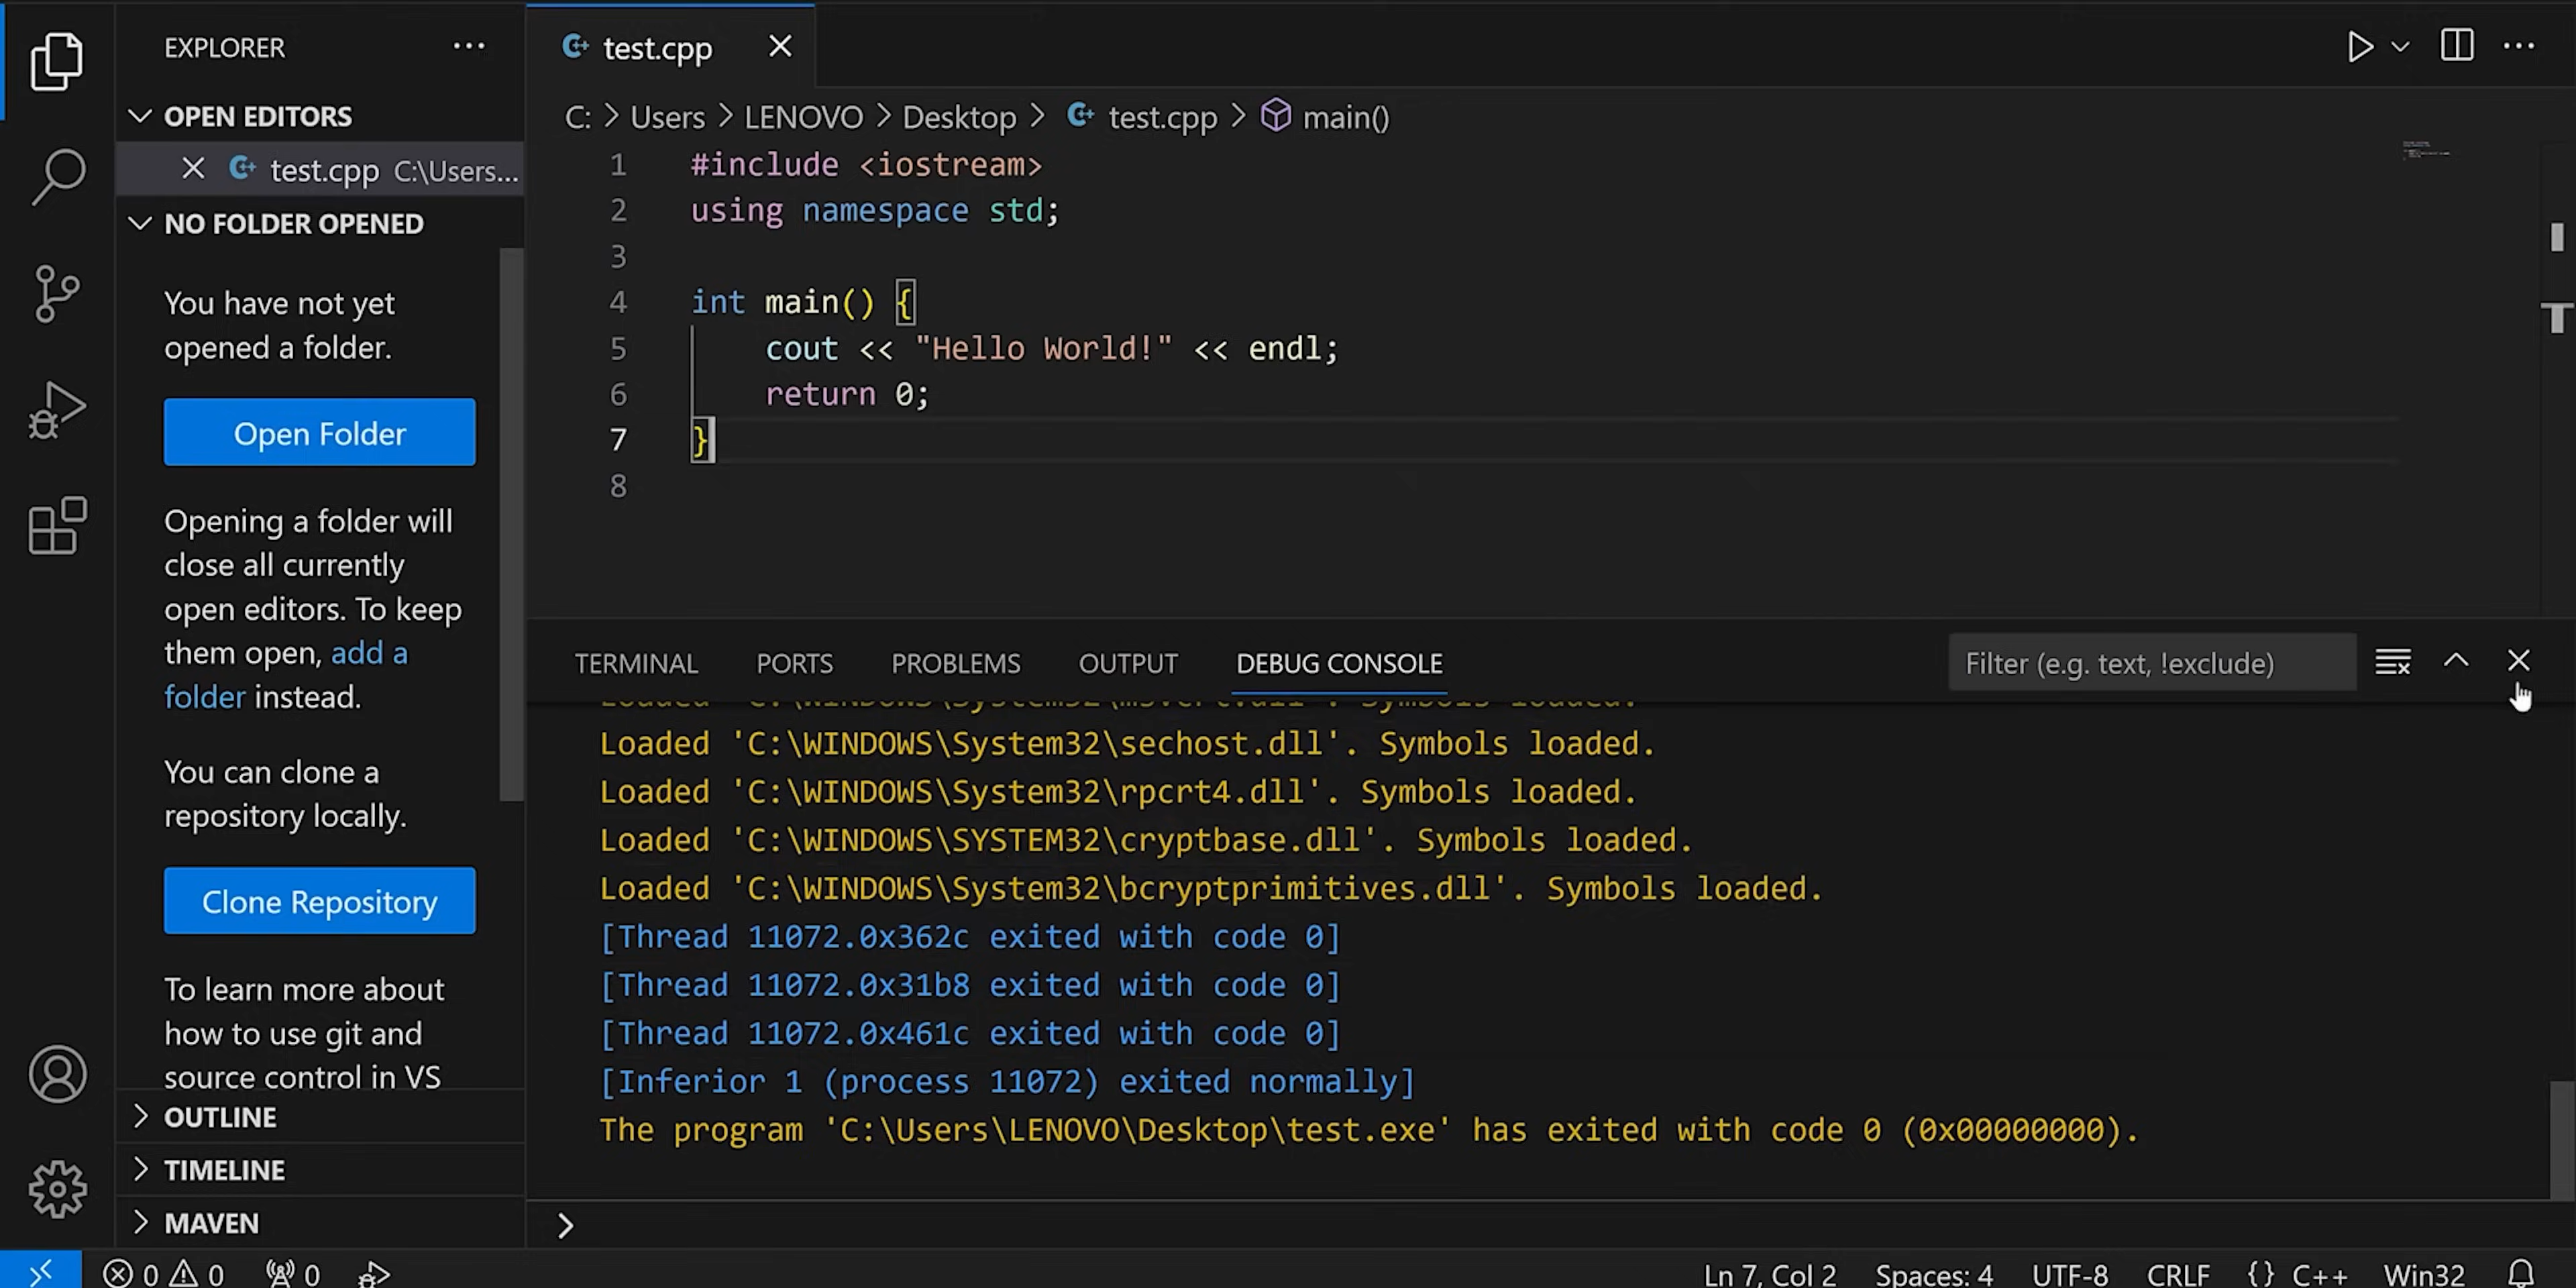 EXPLORER
OPEN EDITORS
test.cpp C:\Users...
NO FOLDER OPENED
You have not yet
opened a folder.
Open Folder
Opening a folder will
close all currently
open editors. To keep
them open, add a
folder instead.
You can clone a
repository locally.
Clone Repository
To learn more about
how to use git and
source control in VS
OUTLINE
TIMELINE
MAVEN
test.cpp
C: > Users > LENOVO > Desktop > test.cpp > main()
1 #include <iostream>
2 using namespace std;
3
4 int main() {
5 cout << "Hello World!" << endl;
6 return 0;
7 }
8
TERMINAL PORTS PROBLEMS OUTPUT DEBUG CONSOLE Filter (e.g. text, !exclude)
Loaded 'C:\WINDOWS\System32\msvcrt.dll'. Symbols loaded.
Loaded 'C:\WINDOWS\System32\sechost.dll'. Symbols loaded.
Loaded 'C:\WINDOWS\System32\rpcrt4.dll'. Symbols loaded.
Loaded 'C:\WINDOWS\SYSTEM32\cryptbase.dll'. Symbols loaded.
Loaded 'C:\WINDOWS\System32\bcryptprimitives.dll'. Symbols loaded.
[Thread 11072.0x362c exited with code 0]
[Thread 11072.0x31b8 exited with code 0]
[Thread 11072.0x461c exited with code 0]
[Inferior 1 (process 11072) exited normally]
The program 'C:\Users\LENOVO\Desktop\test.exe' has exited with code 0 (0x00000000).
0 0 0 Ln 7, Col 2 Spaces: 4 UTF-8 CRLF {} C++ Win32